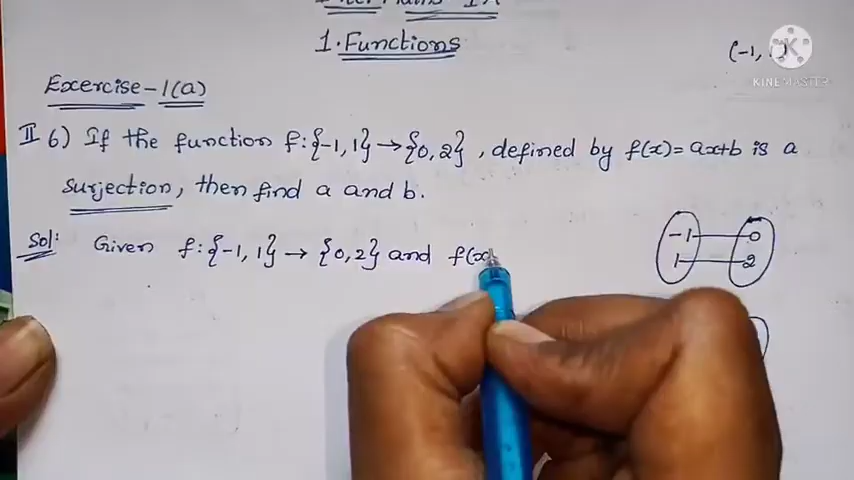 1. Functions
(-1,
KINEMASTER
Exercise-1(a)
II 6) If the function f:{-1, 1} → {0, 2}, defined by f(x) = ax+b is a
surjection, then find a and b.
Sol: Given f:{-1, 1} → {0, 2} and f(x
-1 0
1 2